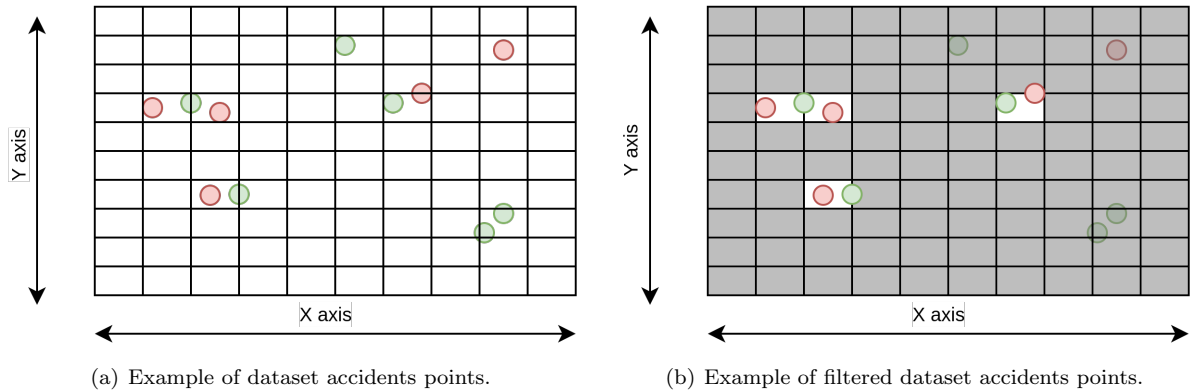 Y axis
X axis
(a) Example of dataset accidents points.
Y axis
X axis
(b) Example of filtered dataset accidents points.